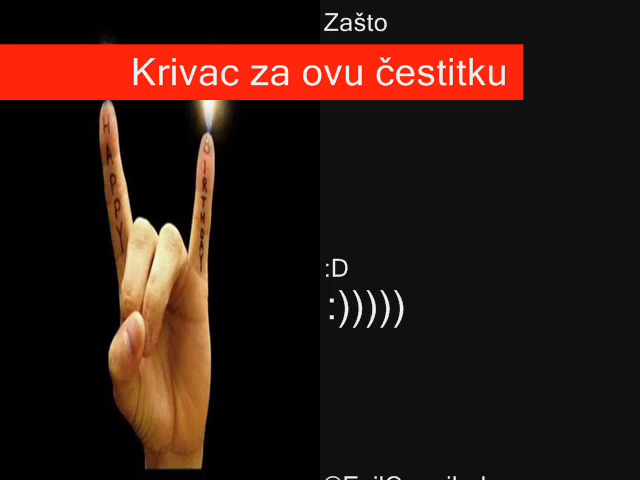 Zašto
Krivac za ovu čestitku
HAPPY
BIRTHDAY
:D
:)))))